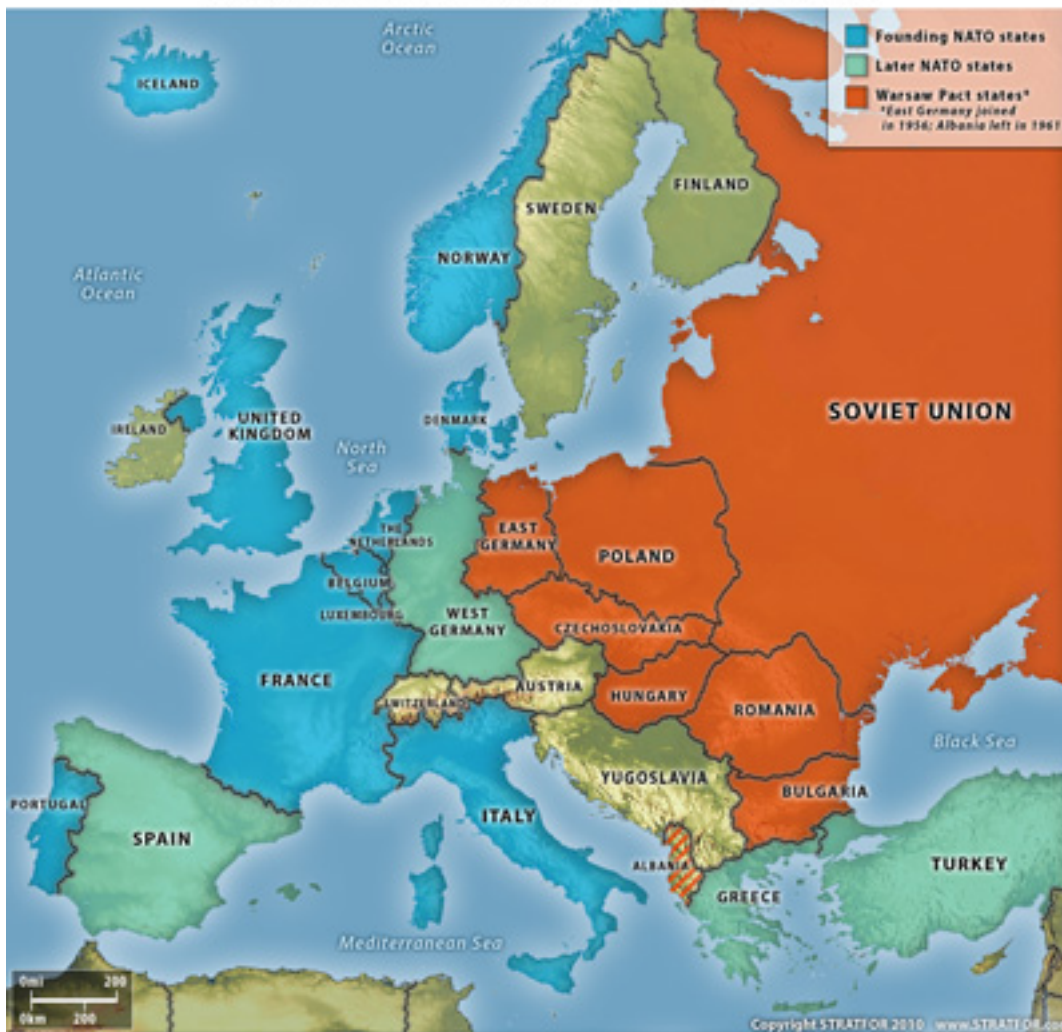 Arctic
Ocean
Founding NATO states
Later NATO states
Warsaw Pact states*
*East Germany joined
in 1956; Albania left in 1961
ICELAND
SWEDEN
FINLAND
NORWAY
Atlantic
Ocean
SOVIET UNION
UNITED
KINGDOM
IRELAND
DENMARK
North
Sea
THE
NETHERLANDS
EAST
GERMANY
POLAND
BELGIUM
LUXEMBOURG
WEST
GERMANY
CZECHOSLOVAKIA
FRANCE
SWITZERLAND
AUSTRIA
HUNGARY
ROMANIA
Black Sea
YUGOSLAVIA
BULGARIA
PORTUGAL
SPAIN
ITALY
ALBANIA
GREECE
TURKEY
Mediterranean Sea
0mi 200
0km 200
Copyright STRATFOR 2010 www.STRATFOR.co